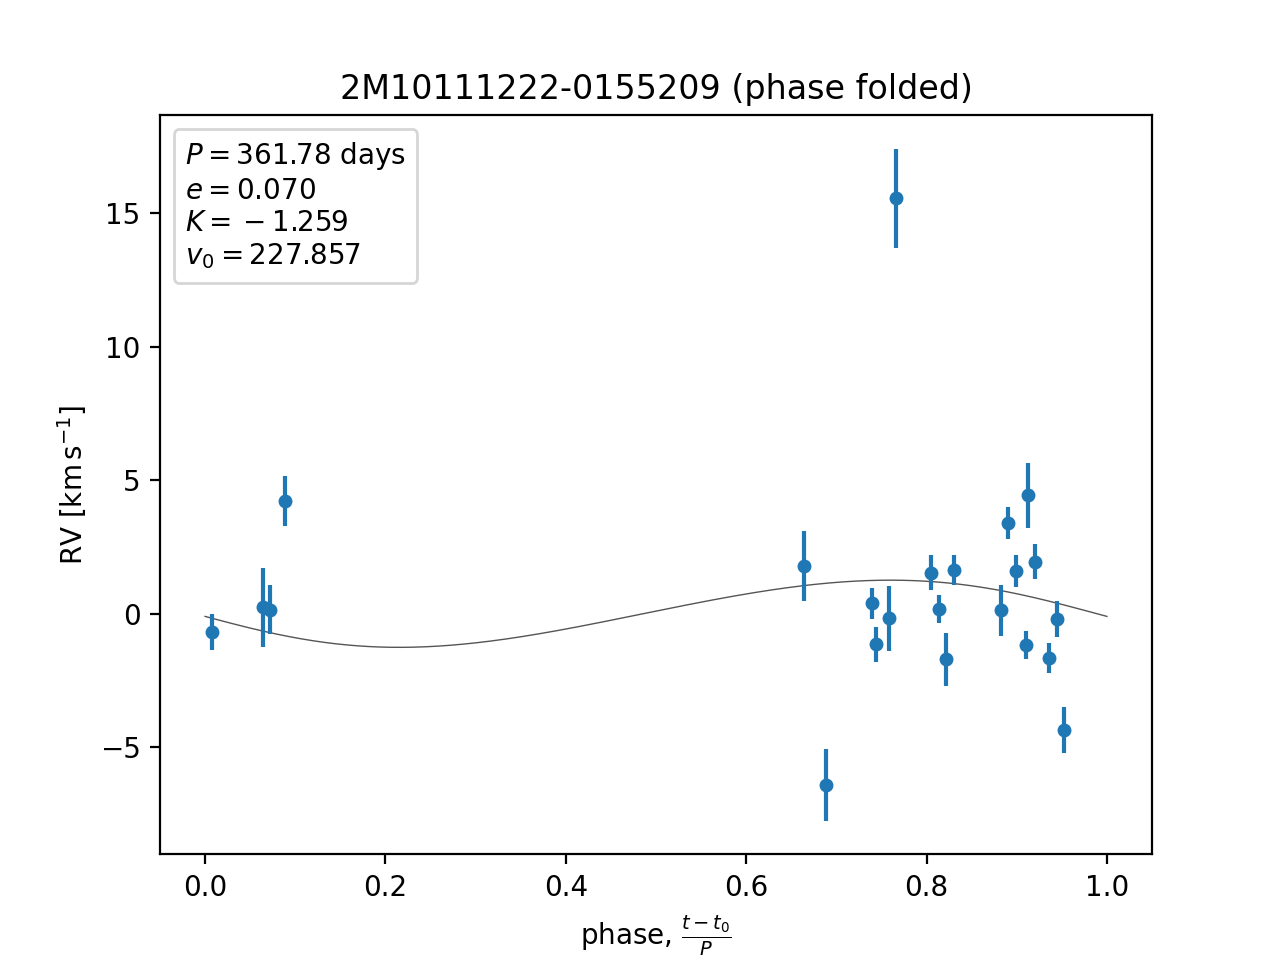 2M10111222-0155209 (phase folded)
P = 361.78 days
e = 0.070
K = −1.259
v₀ = 227.857
15
10
5
0
−5
RV [km s⁻¹]
0.0 0.2 0.4 0.6 0.8 1.0
phase, (t − t₀)/P